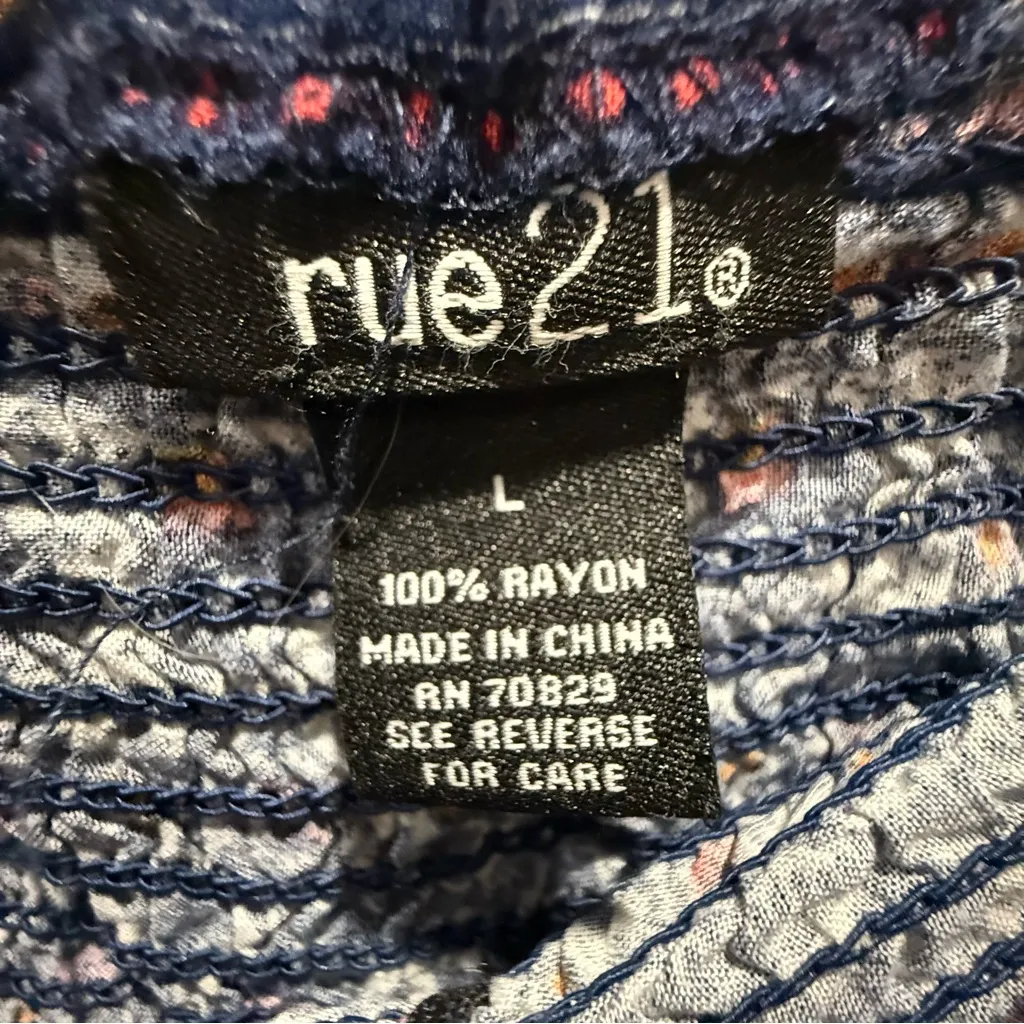 rue21®
L
100% RAYON
MADE IN CHINA
RN 70829
SEE REVERSE
FOR CARE